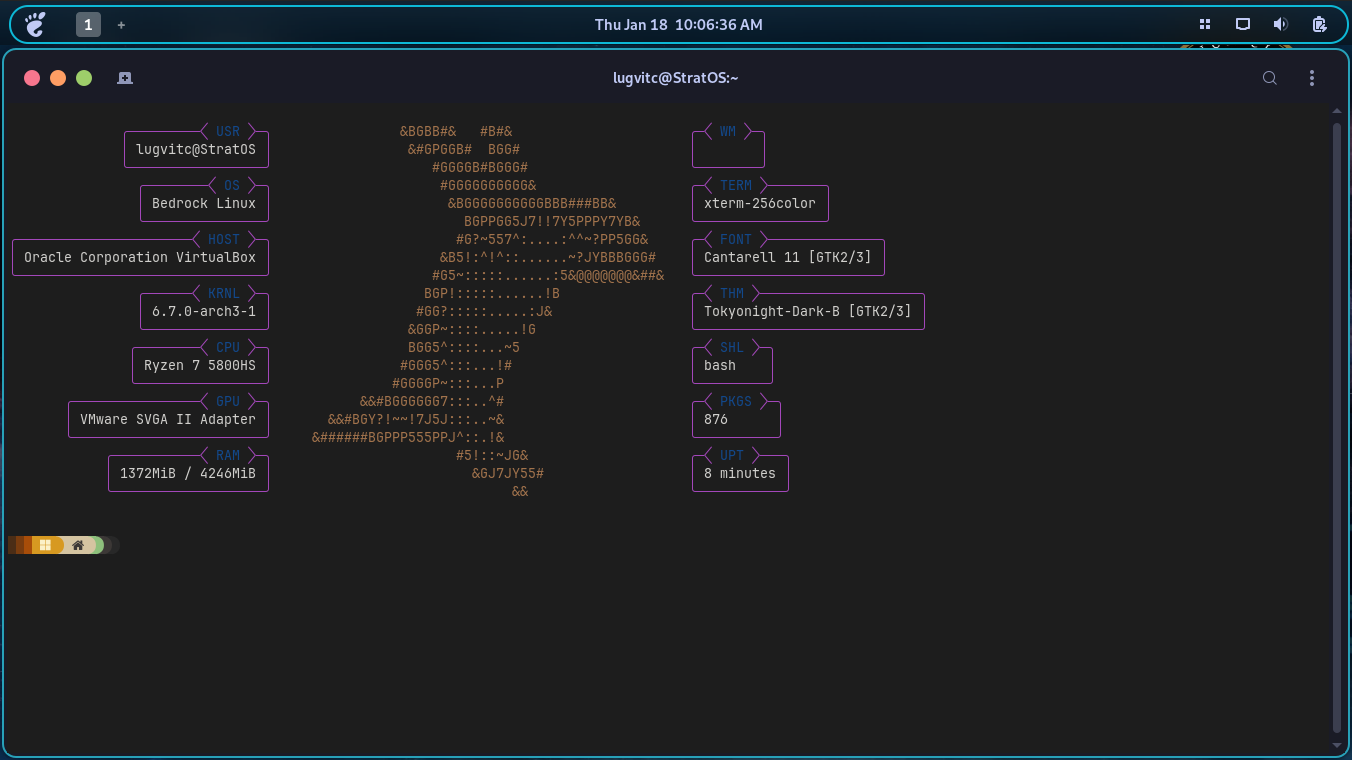 1 + Thu Jan 18 10:06:36 AM
lugvitc@StratOS:~
USR
lugvitc@StratOS
OS
Bedrock Linux
HOST
Oracle Corporation VirtualBox
KRNL
6.7.0-arch3-1
CPU
Ryzen 7 5800HS
GPU
VMware SVGA II Adapter
RAM
1372MiB / 4246MiB
&BGBB#&   #B#&
&#GPGGB#  BGG#
#GGGGB#BGGG#
#GGGGGGGGGG&
&BGGGGGGGGGGBBB###BB&
BGPPGG5J7!!7Y5PPPY7YB&
#G?~557^:....:^^~?PP5GG&
&B5!:^!^::......~?JYBBBGGG#
#G5~:::::......:5&@@@@@@@&##&
BGP!:::::......!B
#GG?:::::.....:J&
&GGP~::::.....!G
BGG5^::::...~5
#GGG5^:::...!#
#GGGGP~:::...P
&&#BGGGGGG7:::..^#
&&#BGY?!~~!7J5J:::..~&
&######BGPPP555PPJ^::.!&
#5!::~JG&
&GJ7JY55#
&&
WM
TERM
xterm-256color
FONT
Cantarell 11 [GTK2/3]
THM
Tokyonight-Dark-B [GTK2/3]
SHL
bash
PKGS
876
UPT
8 minutes